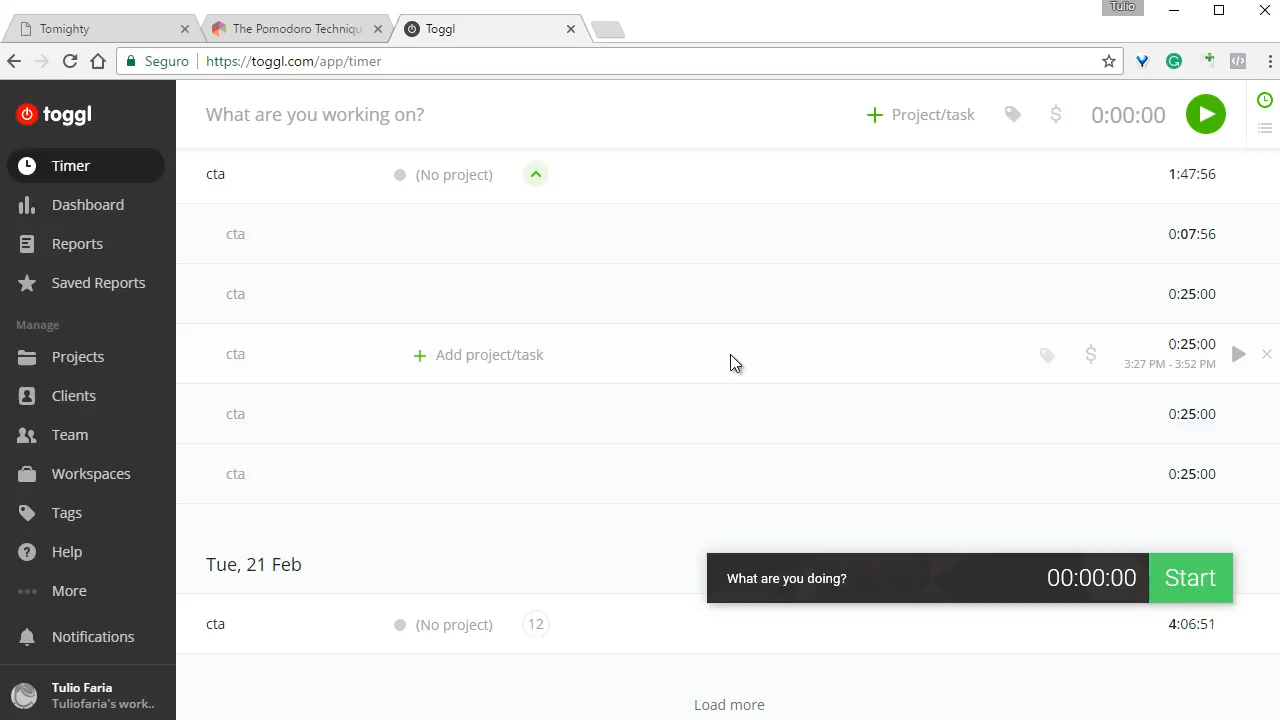 Tulio
Tomighty
The Pomodoro Techniqu
Toggl
Seguro
https://toggl.com/app/timer
toggl
What are you working on?
Project/task
$
0:00:00
Timer
Dashboard
Reports
Saved Reports
Manage
Projects
Clients
Team
Workspaces
Tags
Help
More
Notifications
Tulio Faria
Tuliofaria's work..
cta
(No project)
1:47:56
cta
0:07:56
cta
0:25:00
cta
Add project/task
$
0:25:00
3:27 PM - 3:52 PM
cta
0:25:00
cta
0:25:00
Tue, 21 Feb
What are you doing?
00:00:00
Start
cta
(No project)
12
4:06:51
Load more